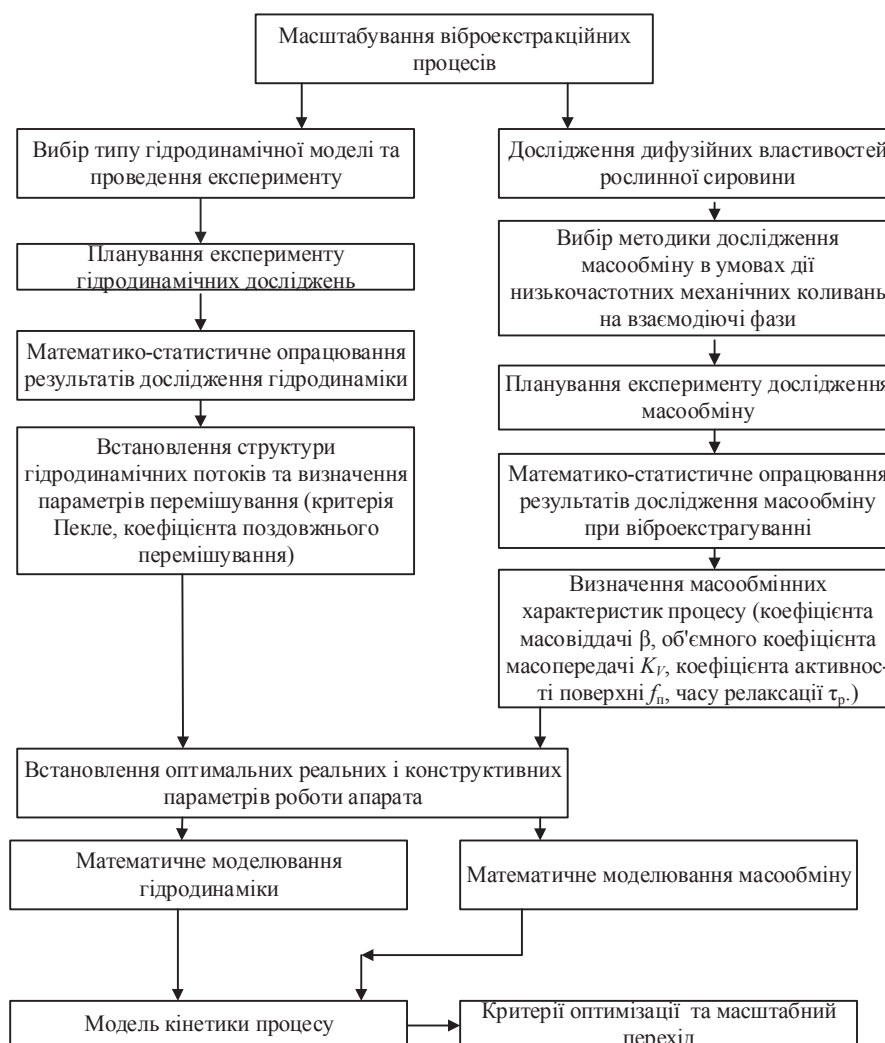 Масштабування віброекстракційних
процесів
Вибір типу гідродинамічної моделі та
проведення експерименту
Планування експерименту
гідродинамічних досліджень
Математико-статистичне опрацювання
результатів дослідження гідродинаміки
Встановлення структури
гідродинамічних потоків та визначення
параметрів перемішування (критерія
Пекле, коефіцієнта поздовжнього
перемішування)
Дослідження дифузійних властивостей
рослинної сировини
Вибір методики дослідження
масообміну в умовах дії
низькочастотних механічних коливань
на взаємодіючі фази
Планування експерименту дослідження
масообміну
Математико-статистичне опрацювання
результатів дослідження масообміну
при віброекстрагуванні
Визначення масообмінних
характеристик процесу (коефіцієнта
масовіддачі β, об'ємного коефіцієнта
масопередачі K_V, коефіцієнта активнос-
ті поверхні f_п, часу релаксації τ_р.)
Встановлення оптимальних реальних і конструктивних
параметрів роботи апарата
Математичне моделювання
гідродинаміки
Математичне моделювання масообміну
Модель кінетики процесу
Критерії оптимізації та масштабний
перехід